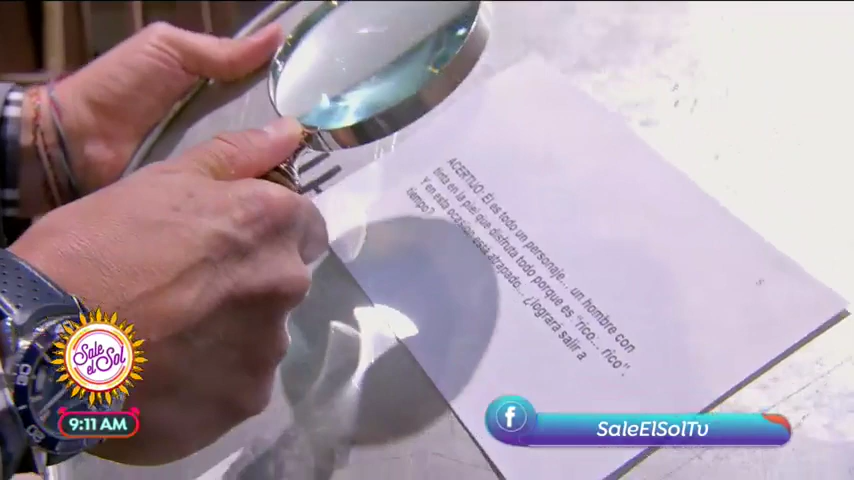 ACERTIJO: Él es todo un personaje... un hombre con
tinta en la piel que disfruta todo porque es "rico... rico".
Y en esta ocasión está atrapado... ¿logrará salir a
tiempo?
Sale
el Sol
9:11 AM
f
SaleElSolTv